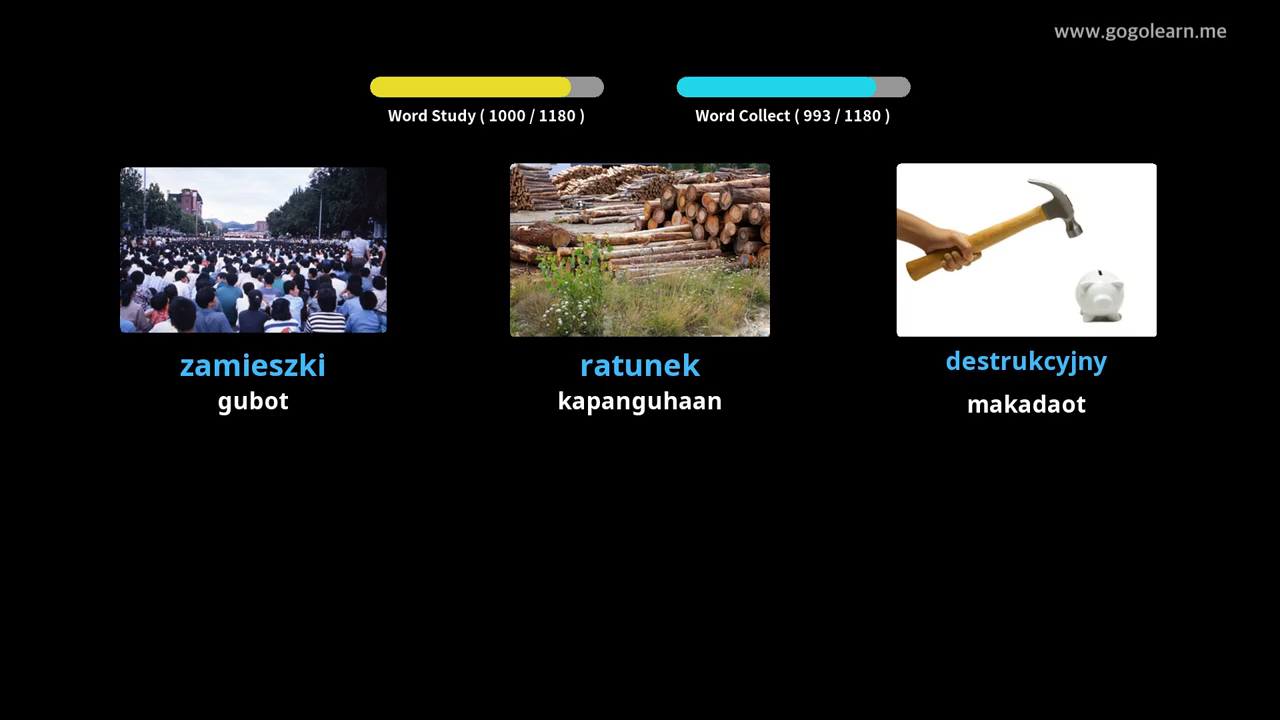 www.gogolearn.me
Word Study ( 1000 / 1180 )
Word Collect ( 993 / 1180 )
zamieszki
gubot
ratunek
kapanguhaan
destrukcyjny
makadaot